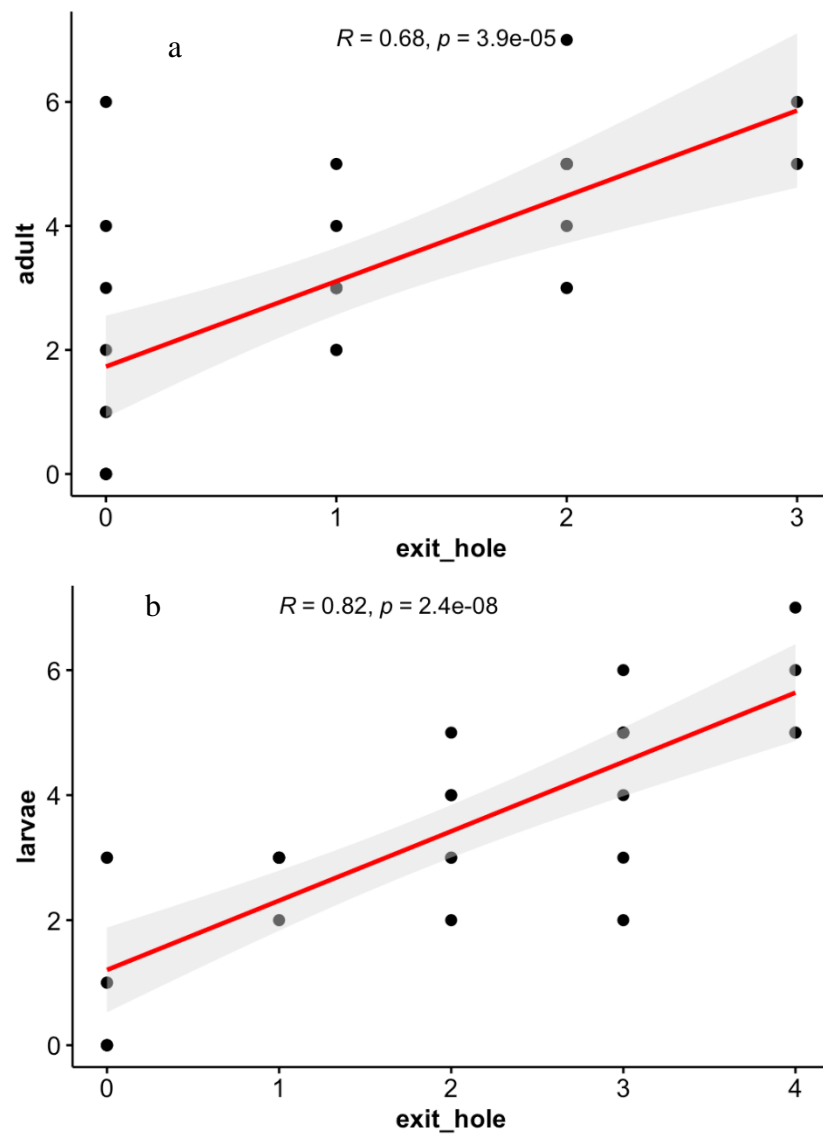 a
R = 0.68, p = 3.9e-05
adult
6
4
2
0
0 1 2 3
exit_hole
b
R = 0.82, p = 2.4e-08
larvae
6
4
2
0
0 1 2 3 4
exit_hole